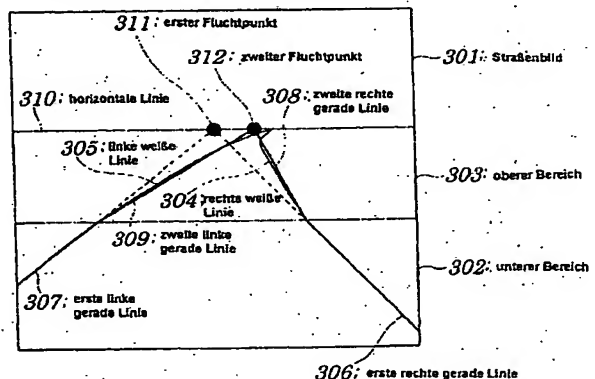 311: erster Fluchtpunkt
312: zweiter Fluchtpunkt
301: Straßenbild
310: horizontale Linie
308: zweite rechte
gerade Linie
305: linke weiße
Linie
304: rechts weiße
Linie
303: oberer Bereich
309: zweite linke
gerade Linie
302: unterer Bereich
307: erste linke
gerade Linie
306: erste rechte gerade Linie